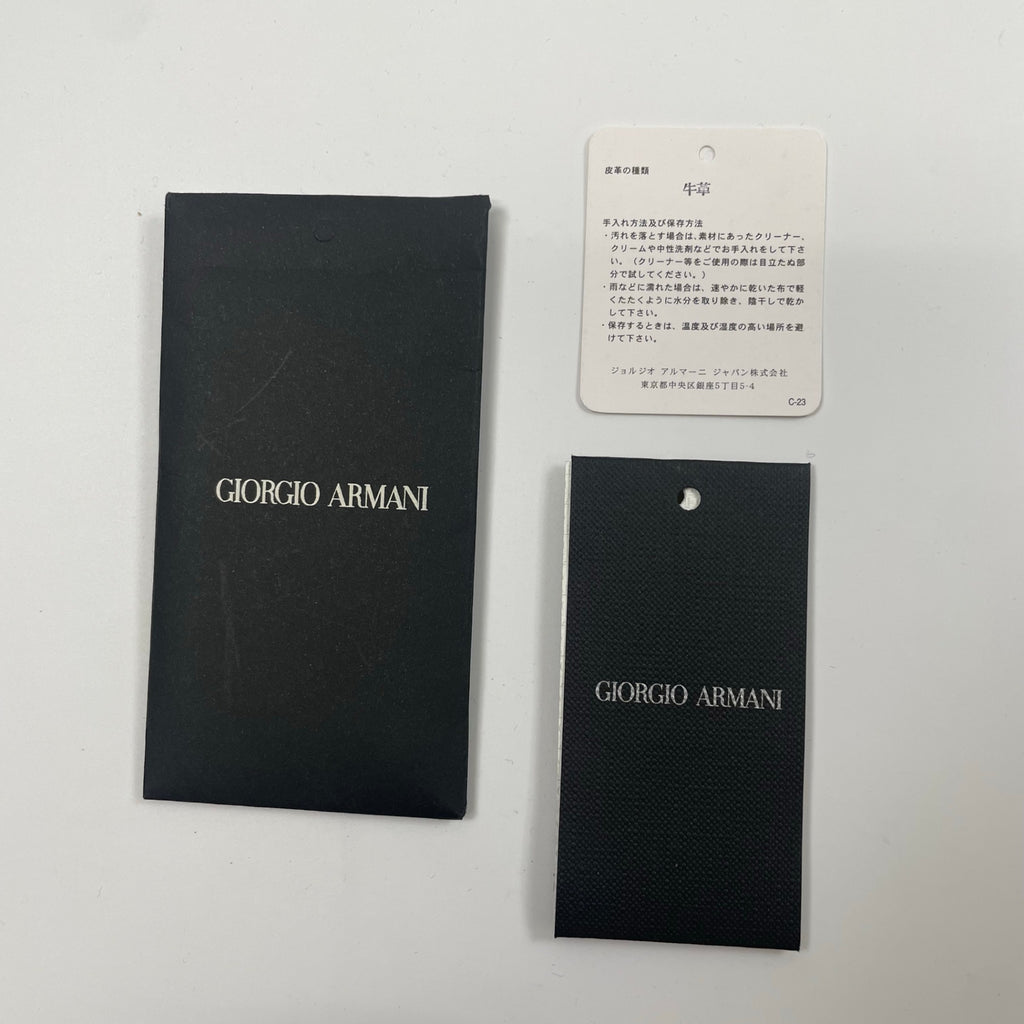 GIORGIO ARMANI
皮革の種類
牛革
手入れ方法及び保存方法
・汚れを落とす場合は、素材にあったクリーナー、
クリームや中性洗剤などでお手入れをして下さ
い。（クリーナー等をご使用の際は目立たぬ部
分で試してください。）
・雨などに濡れた場合は、速やかに乾いた布で軽
くたたくように水分を取り除き、陰干しで乾か
して下さい。
・保存するときは、温度及び湿度の高い場所を避
けて下さい。
ジョルジオ アルマーニ ジャパン株式会社
東京都中央区銀座5丁目5-4
C-23
GIORGIO ARMANI